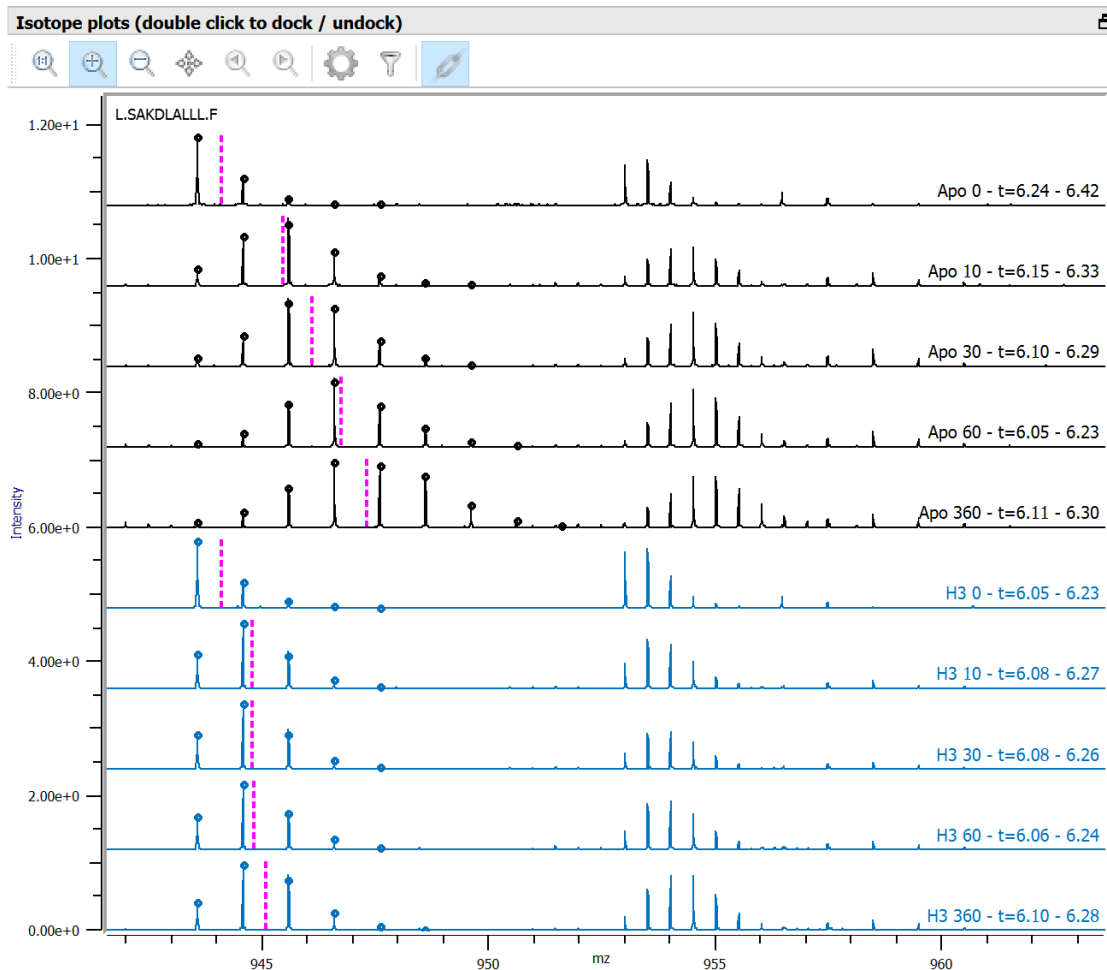 Isotope plots (double click to dock / undock)
1:1
L.SAKDLALLL.F
1.20e+1
Apo 0 - t=6.24 - 6.42
1.00e+1
Apo 10 - t=6.15 - 6.33
Apo 30 - t=6.10 - 6.29
8.00e+0
Apo 60 - t=6.05 - 6.23
Intensity
6.00e+0
Apo 360 - t=6.11 - 6.30
H3 0 - t=6.05 - 6.23
4.00e+0
H3 10 - t=6.08 - 6.27
H3 30 - t=6.08 - 6.26
2.00e+0
H3 60 - t=6.06 - 6.24
H3 360 - t=6.10 - 6.28
0.00e+0
945 950 955 960
mz